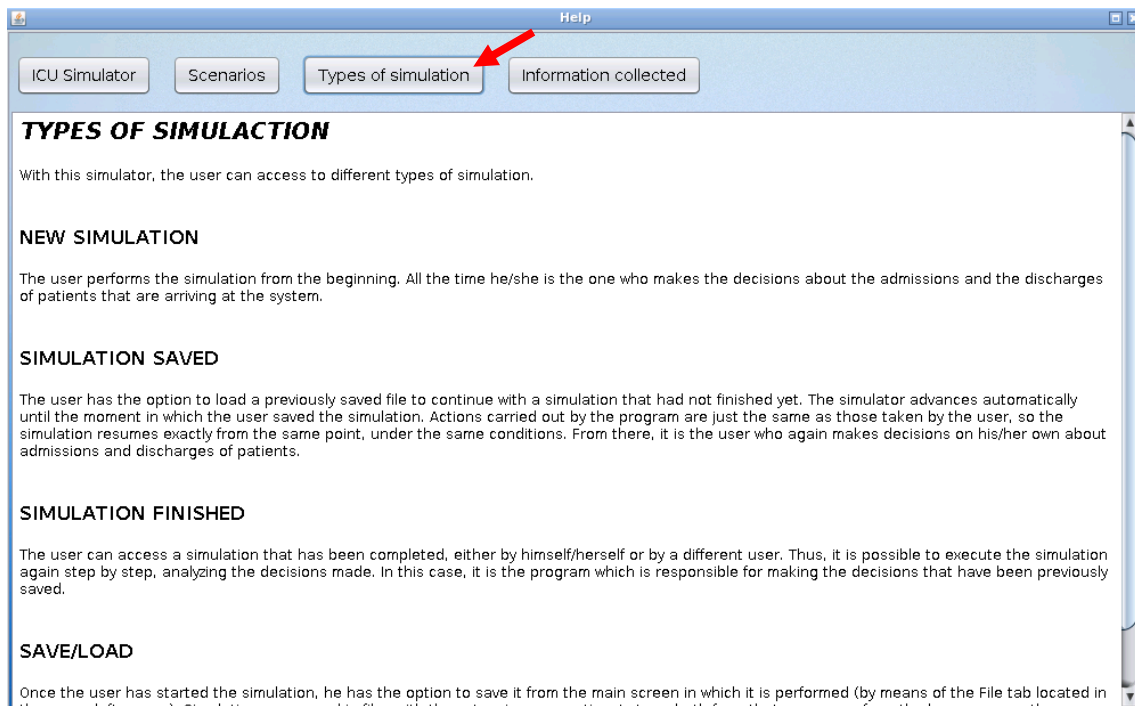 Help
ICU Simulator
Scenarios
Types of simulation
Information collected
TYPES OF SIMULACTION
With this simulator, the user can access to different types of simulation.
NEW SIMULATION
The user performs the simulation from the beginning. All the time he/she is the one who makes the decisions about the admissions and the discharges
of patients that are arriving at the system.
SIMULATION SAVED
The user has the option to load a previously saved file to continue with a simulation that had not finished yet. The simulator advances automatically
until the moment in which the user saved the simulation. Actions carried out by the program are just the same as those taken by the user, so the
simulation resumes exactly from the same point, under the same conditions. From there, it is the user who again makes decisions on his/her own about
admissions and discharges of patients.
SIMULATION FINISHED
The user can access a simulation that has been completed, either by himself/herself or by a different user. Thus, it is possible to execute the simulation
again step by step, analyzing the decisions made. In this case, it is the program which is responsible for making the decisions that have been previously
saved.
SAVE/LOAD
Once the user has started the simulation, he has the option to save it from the main screen in which it is performed (by means of the File tab located in